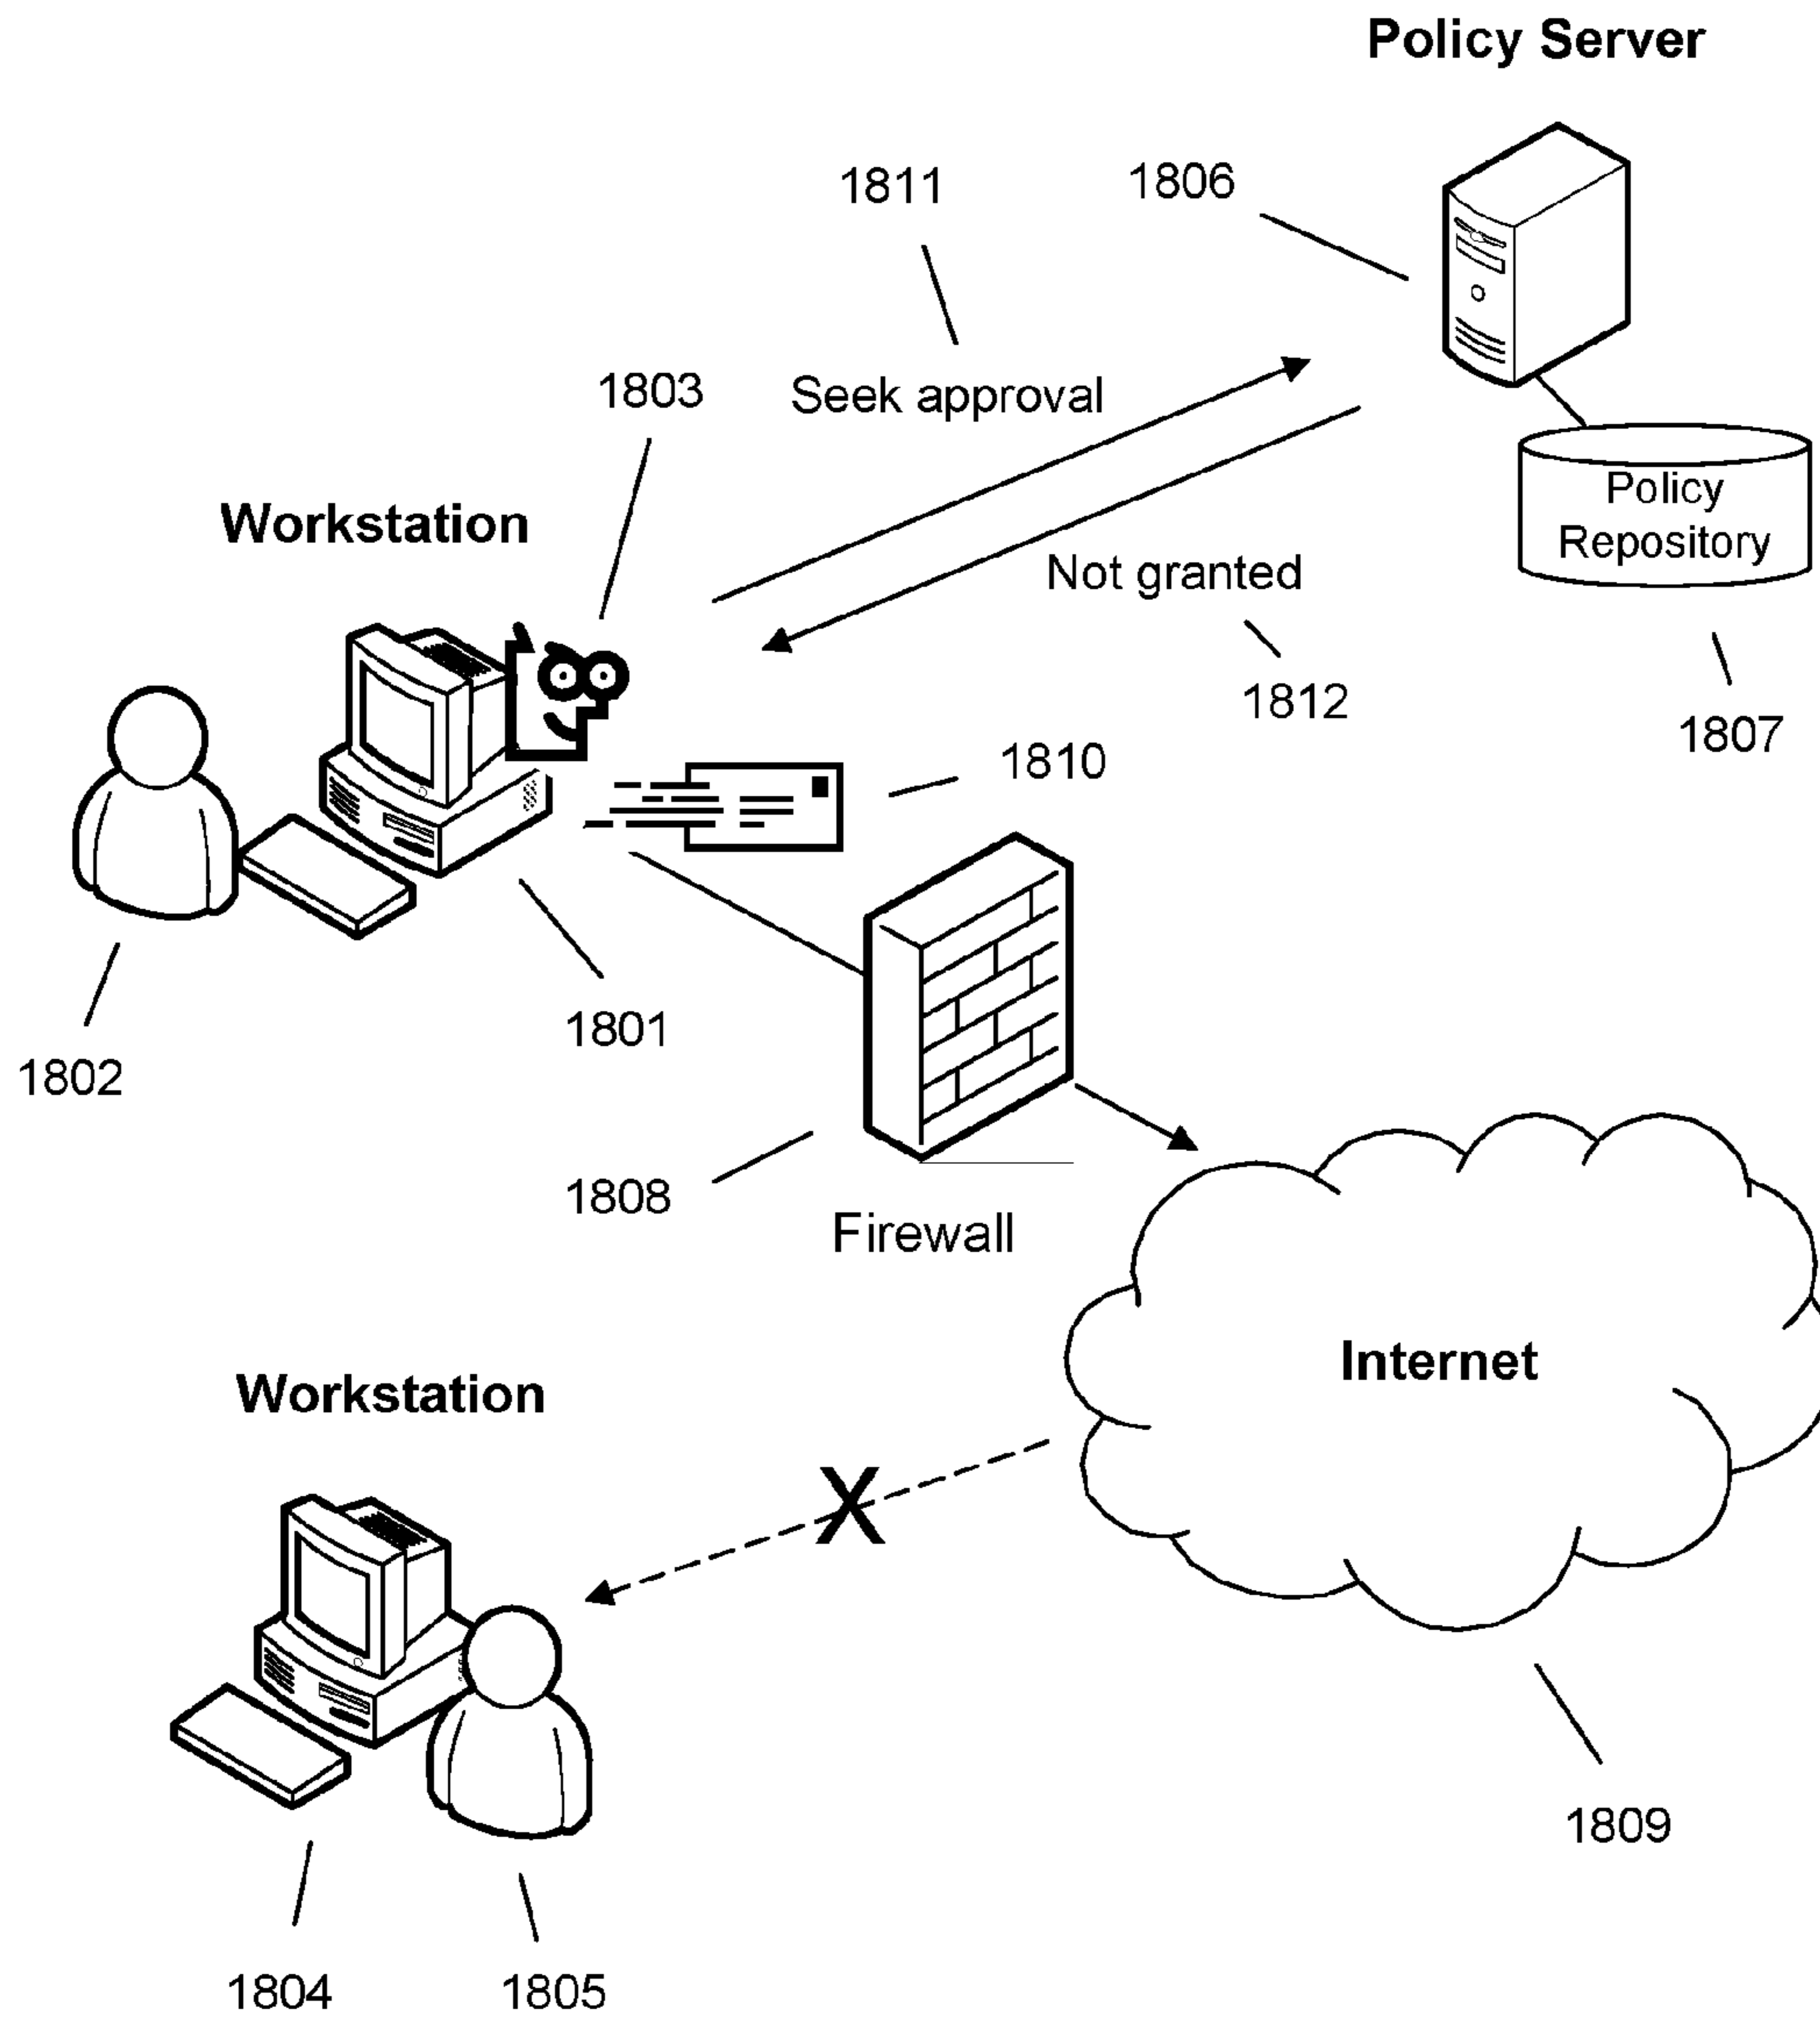 Policy Server
1811
1806
1803
Seek approval
Policy
Repository
Workstation
Not granted
1812
1807
1810
1801
1802
1808
Firewall
Internet
Workstation
1809
1804
1805
X